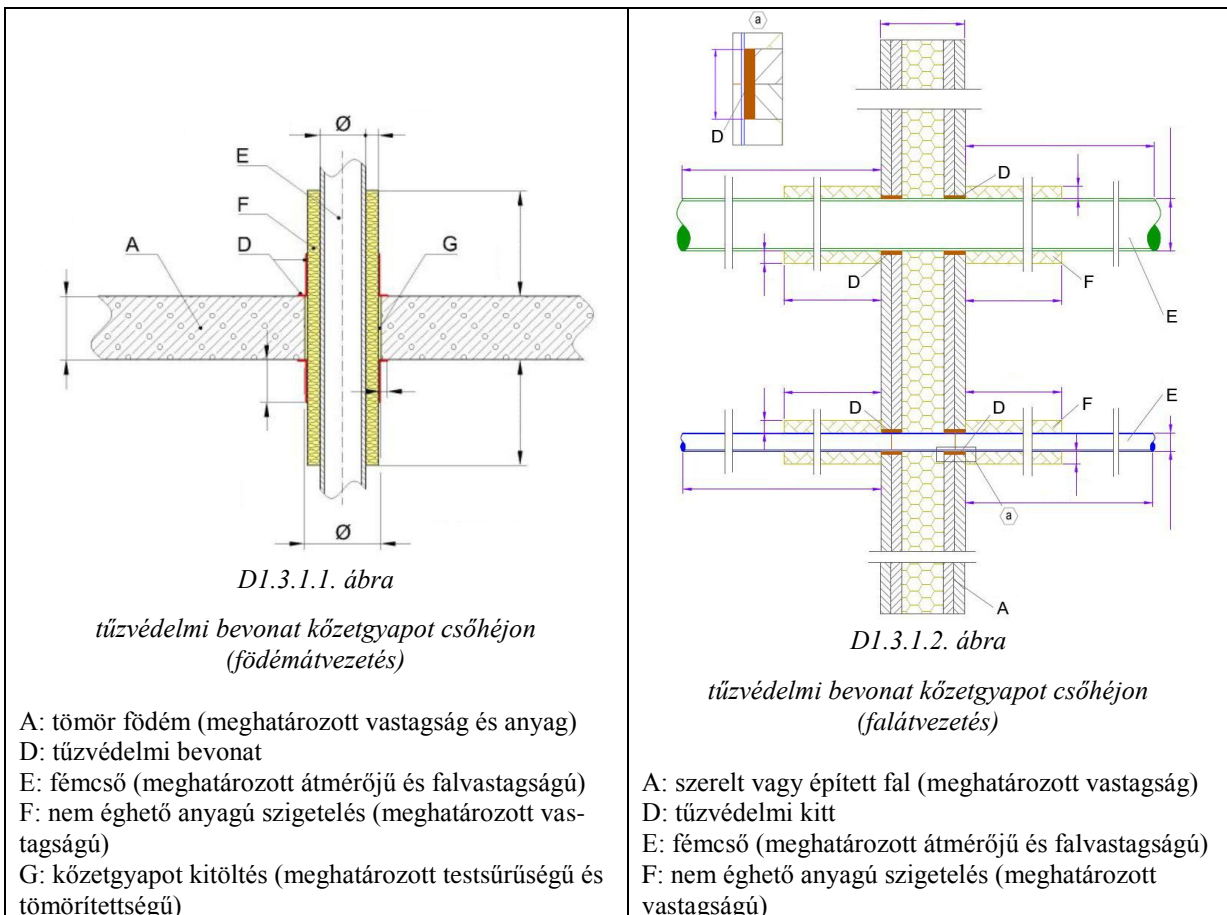 Ø
E
F
D
A
G
Ø
D1.3.1.1. ábra
tűzvédelmi bevonat kőzetgyapot csőhéjon
(födémátvezetés)
A: tömör födém (meghatározott vastagság és anyag)
D: tűzvédelmi bevonat
E: fémcső (meghatározott átmérőjű és falvastagságú)
F: nem éghető anyagú szigetelés (meghatározott vas-
tagságú)
G: kőzetgyapot kitöltés (meghatározott testsűrűségű és
tömörítettségű)
a
D
D
D
F
E
D
D
F
E
a
A
D1.3.1.2. ábra
tűzvédelmi bevonat kőzetgyapot csőhéjon
(falátvezetés)
A: szerelt vagy épített fal (meghatározott vastagság)
D: tűzvédelmi kitt
E: fémcső (meghatározott átmérőjű és falvastagságú)
F: nem éghető anyagú szigetelés (meghatározott
vastagságú)